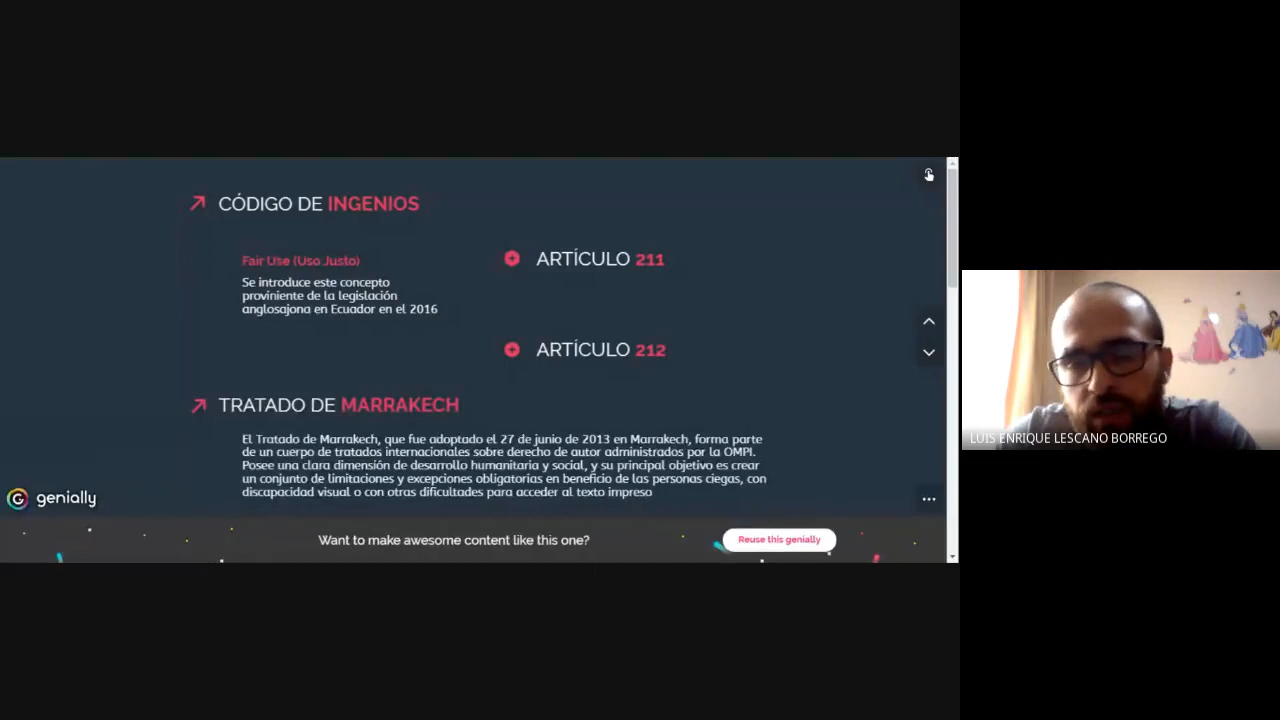 CÓDIGO DE INGENIOS
Fair Use (Uso Justo)
Se introduce este concepto
proviniente de la legislación
anglosajona en Ecuador en el 2016
ARTÍCULO 211
ARTÍCULO 212
TRATADO DE MARRAKECH
El Tratado de Marrakech, que fue adoptado el 27 de junio de 2013 en Marrakech, forma parte
de un cuerpo de tratados internacionales sobre derecho de autor administrados por la OMPI.
Posee una clara dimensión de desarrollo humanitaria y social, y su principal objetivo es crear
un conjunto de limitaciones y excepciones obligatorias en beneficio de las personas ciegas, con
discapacidad visual o con otras dificultades para acceder al texto impreso
genially
Want to make awesome content like this one?
Reuse this genially
LUIS ENRIQUE LESCANO BORREGO